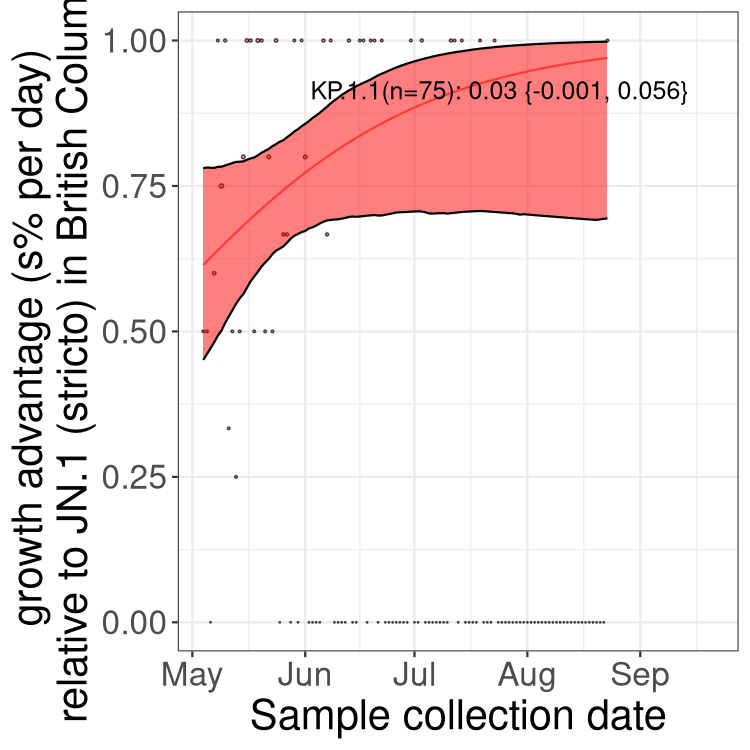 growth advantage (s% per day)
relative to JN.1 (stricto) in British Colum
1.00
0.75
0.50
0.25
0.00
KP.1.1(n=75): 0.03 {-0.001, 0.056}
May Jun Jul Aug Sep
Sample collection date